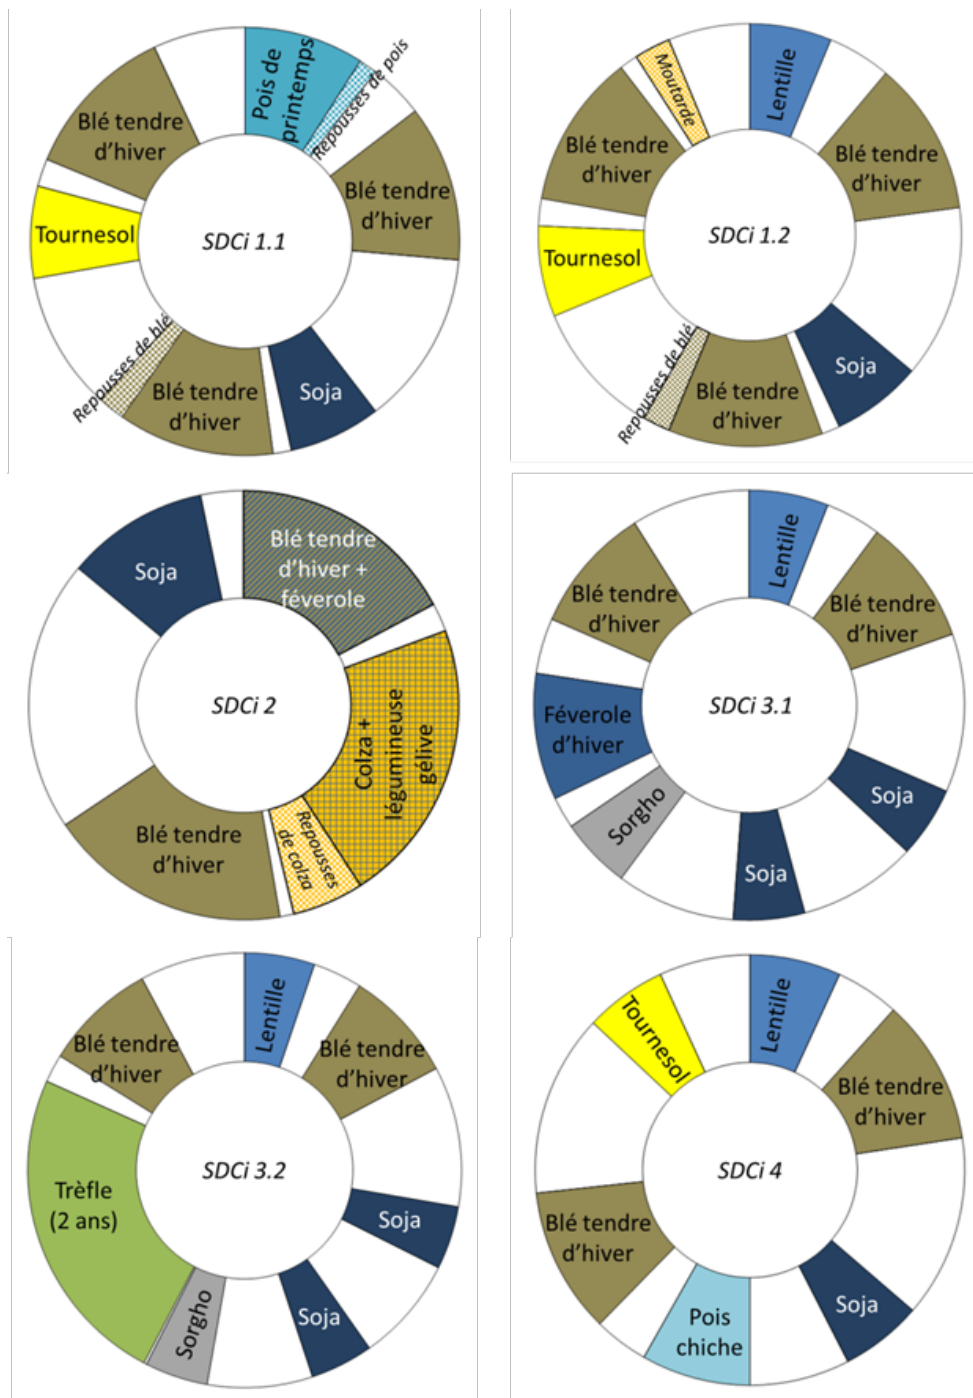 Pois de
printemps
Repousses de pois
Blé tendre
d'hiver
Soja
Blé tendre
d'hiver
Repousses de blé
Tournesol
Blé tendre
d'hiver
SDCi 1.1
Lentille
Blé tendre
d'hiver
Soja
Blé tendre
d'hiver
Repousses de blé
Tournesol
Blé tendre
d'hiver
Moutarde
SDCi 1.2
Blé tendre
d'hiver +
féverole
Colza +
légumineuse
gélive
Repousses
de colza
Blé tendre
d'hiver
Soja
SDCi 2
Lentille
Blé tendre
d'hiver
Soja
Soja
Sorgho
Féverole
d'hiver
Blé tendre
d'hiver
SDCi 3.1
Lentille
Blé tendre
d'hiver
Soja
Soja
Sorgho
Trèfle
(2 ans)
Blé tendre
d'hiver
SDCi 3.2
Lentille
Blé tendre
d'hiver
Soja
Pois
chiche
Blé tendre
d'hiver
Tournesol
SDCi 4